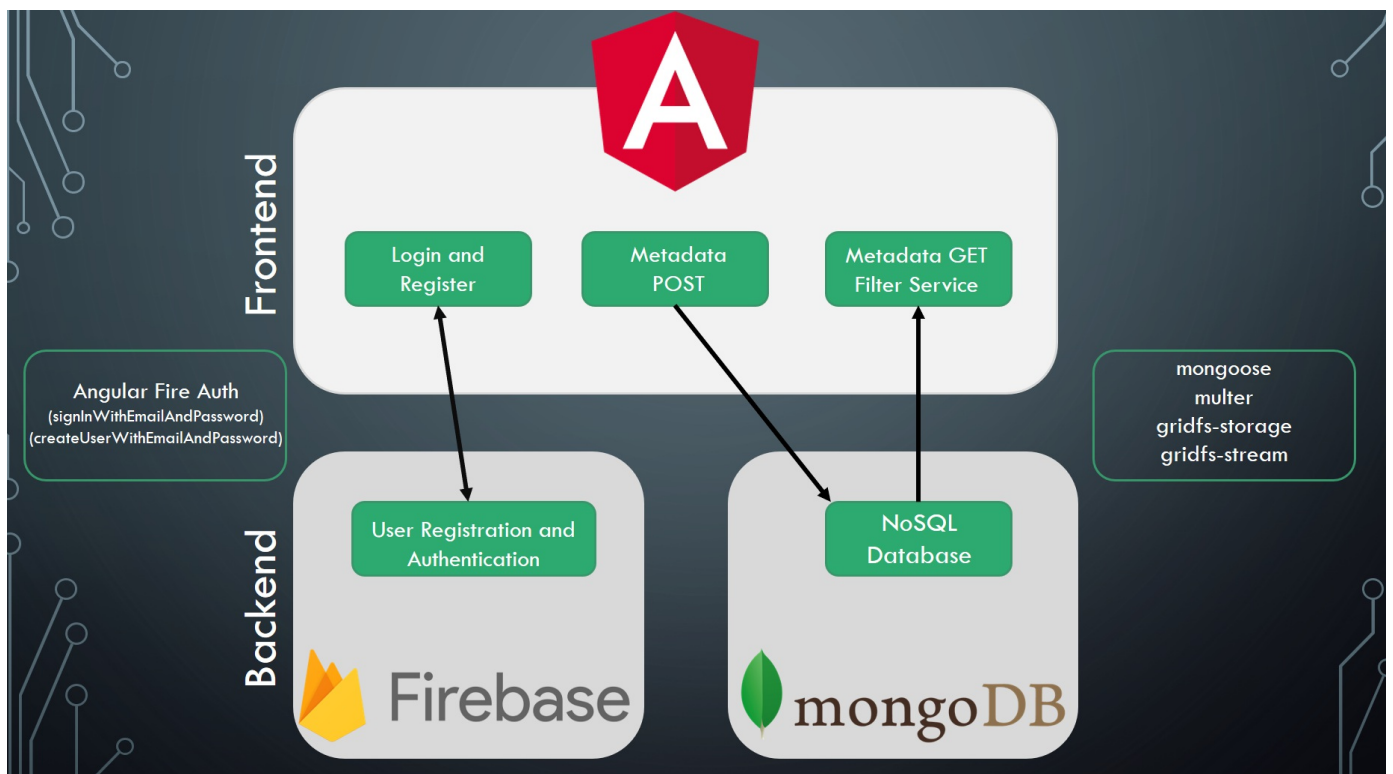 A
Frontend
Login and
Register
Metadata
POST
Metadata GET
Filter Service
Angular Fire Auth
(signInWithEmailAndPassword)
(createUserWithEmailAndPassword)
mongoose
multer
gridfs-storage
gridfs-stream
Backend
User Registration and
Authentication
NoSQL
Database
Firebase
mongoDB